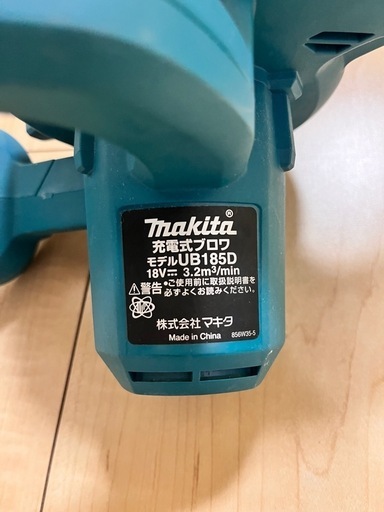 makita®
充電式ブロワ
モデルUB185D
18V⎓ 3.2m³/min
⚠警告 •ご使用前に取扱説明書を
必ずよくお読みください。
株式会社マキタ
Made in China
856W35-5